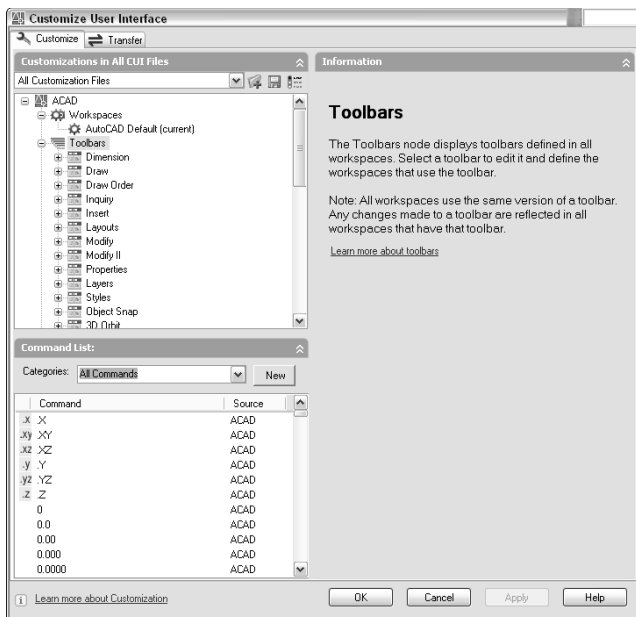 Customize User Interface
Customize
Transfer
Customizations in All CUI Files
All Customization Files
ACAD
Workspaces
AutoCAD Default (current)
Toolbars
Dimension
Draw
Draw Order
Inquiry
Insert
Layouts
Modify
Modify II
Properties
Layers
Styles
Object Snap
3D Orbit
Command List:
Categories: All Commands New
Command Source
.X .X ACAD
.XY .XY ACAD
.XZ .XZ ACAD
.Y .Y ACAD
.YZ .YZ ACAD
.Z .Z ACAD
0 ACAD
0.0 ACAD
0.00 ACAD
0.000 ACAD
0.0000 ACAD
Information
Toolbars
The Toolbars node displays toolbars defined in all
workspaces. Select a toolbar to edit it and define the
workspaces that use the toolbar.
Note: All workspaces use the same version of a toolbar.
Any changes made to a toolbar are reflected in all
workspaces that have that toolbar.
Learn more about toolbars
i Learn more about Customization
OK Cancel Apply Help